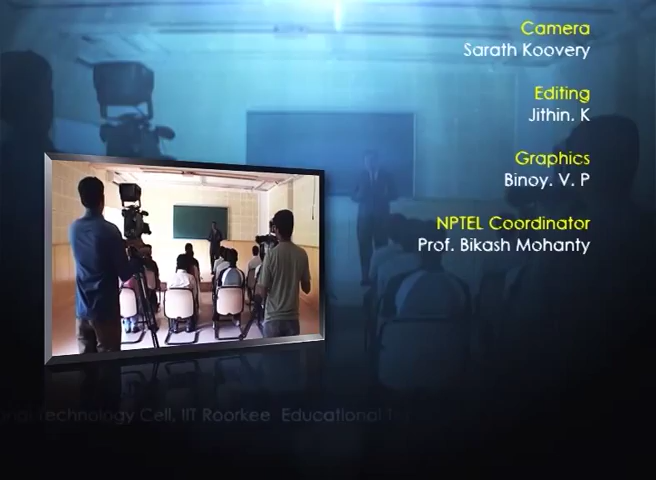 Camera
Sarath Koovery
Editing
Jithin. K
Graphics
Binoy. V. P
NPTEL Coordinator
Prof. Bikash Mohanty
Technology Cell, IIT Roorkee Educational